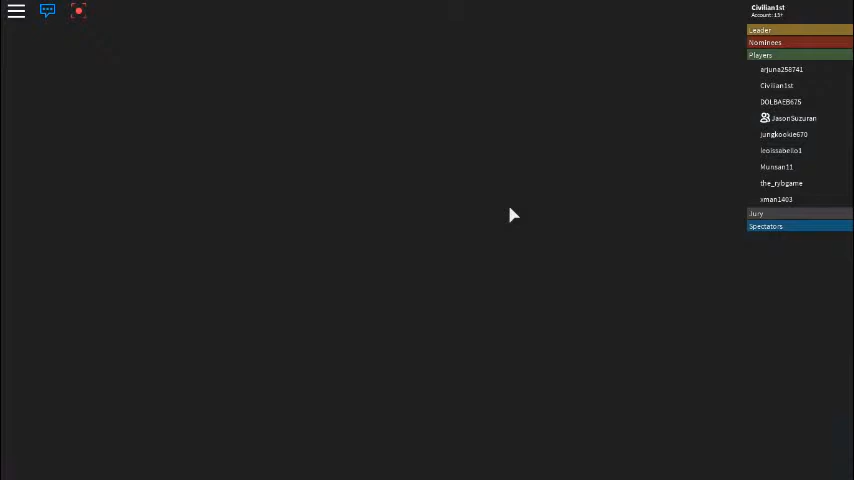 Civilian1st
Account: 13+
Leader
Nominees
Players
arjuna258741
Civilian1st
DOLBAEB675
JasonSuzuran
jungkookie670
leoissabello1
Munsan11
the_rybgame
xman1403
Jury
Spectators